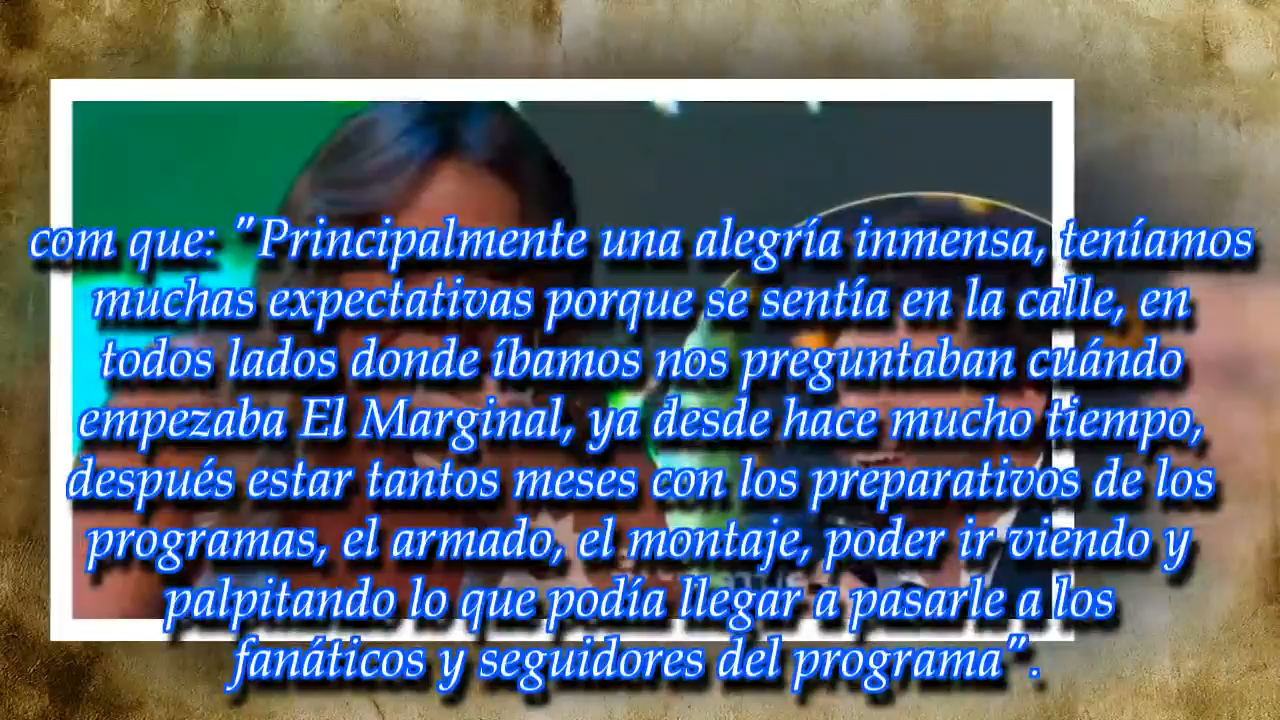 com que: "Principalmente una alegría inmensa, teníamos
muchas expectativas porque se sentía en la calle, en
todos lados donde íbamos nos preguntaban cuándo
empezaba El Marginal, ya desde hace mucho tiempo,
después estar tantos meses con los preparativos de los
programas, el armado, el montaje, poder ir viendo y
palpitando lo que podía llegar a pasarle a los
fanáticos y seguidores del programa".